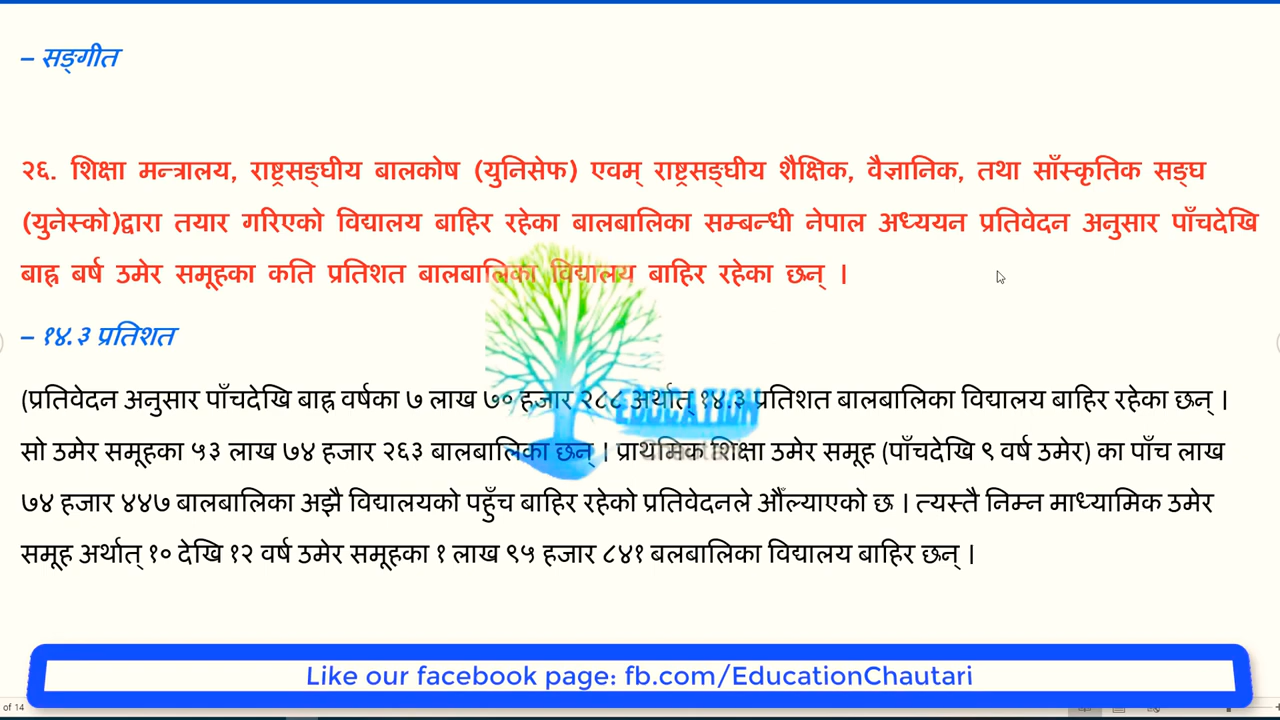 – सङ्गीत
२६. शिक्षा मन्त्रालय, राष्ट्रसङ्घीय बालकोष (युनिसेफ) एवम् राष्ट्रसङ्घीय शैक्षिक, वैज्ञानिक, तथा साँस्कृतिक सङ्घ
(युनेस्को)द्वारा तयार गरिएको विद्यालय बाहिर रहेका बालबालिका सम्बन्धी नेपाल अध्ययन प्रतिवेदन अनुसार पाँचदेखि
बाह्र बर्ष उमेर समूहका कति प्रतिशत बालबालिका विद्यालय बाहिर रहेका छन् ।
– १४.३ प्रतिशत
(प्रतिवेदन अनुसार पाँचदेखि बाह्र वर्षका ७ लाख ७० हजार २८८ अर्थात् १४.३ प्रतिशत बालबालिका विद्यालय बाहिर रहेका छन् ।
सो उमेर समूहका ५३ लाख ७४ हजार २६३ बालबालिका छन् । प्राथमिक शिक्षा उमेर समूह (पाँचदेखि ९ वर्ष उमेर) का पाँच लाख
७४ हजार ४४७ बालबालिका अझै विद्यालयको पहुँच बाहिर रहेको प्रतिवेदनले औँल्याएको छ । त्यस्तै निम्न माध्यामिक उमेर
समूह अर्थात् १० देखि १२ वर्ष उमेर समूहका १ लाख ९५ हजार ८४१ बलबालिका विद्यालय बाहिर छन् ।
EDUCATION
Chautari
Like our facebook page: fb.com/EducationChautari
of 14